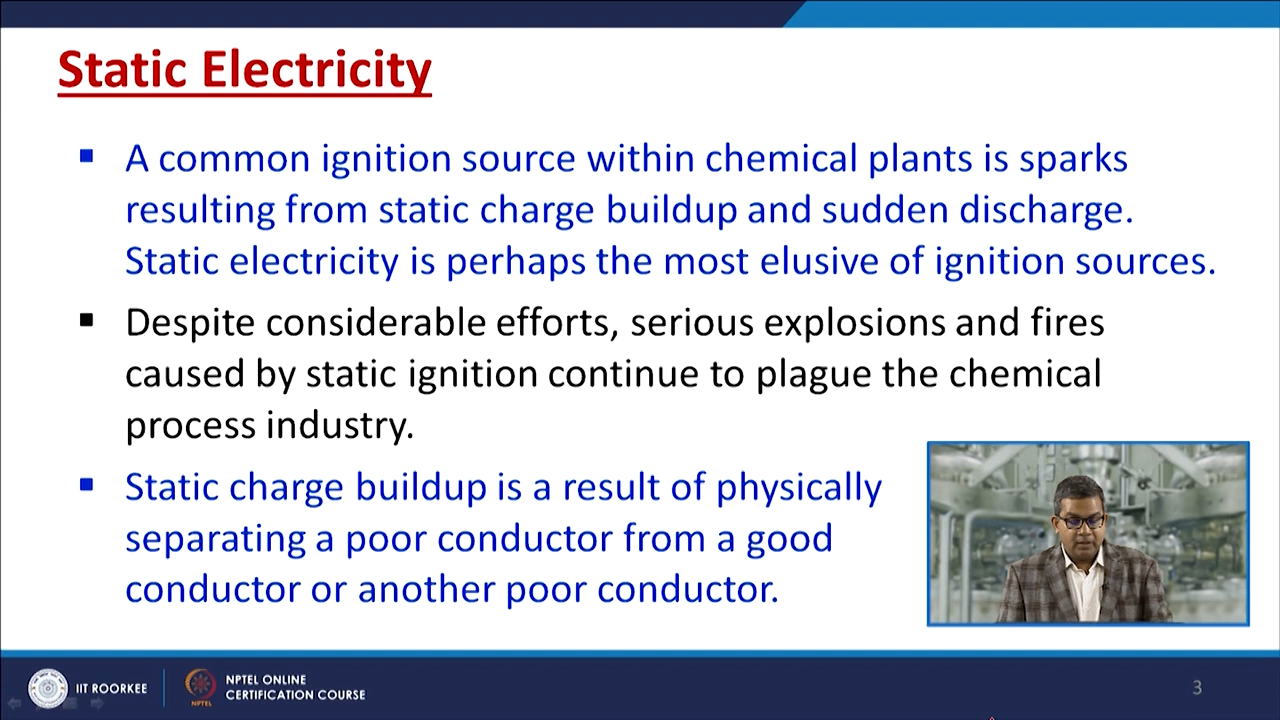 Static Electricity
▪ A common ignition source within chemical plants is sparks
resulting from static charge buildup and sudden discharge.
Static electricity is perhaps the most elusive of ignition sources.
▪ Despite considerable efforts, serious explosions and fires
caused by static ignition continue to plague the chemical
process industry.
▪ Static charge buildup is a result of physically
separating a poor conductor from a good
conductor or another poor conductor.
IIT ROORKEE
NPTEL
NPTEL ONLINE
CERTIFICATION COURSE
3